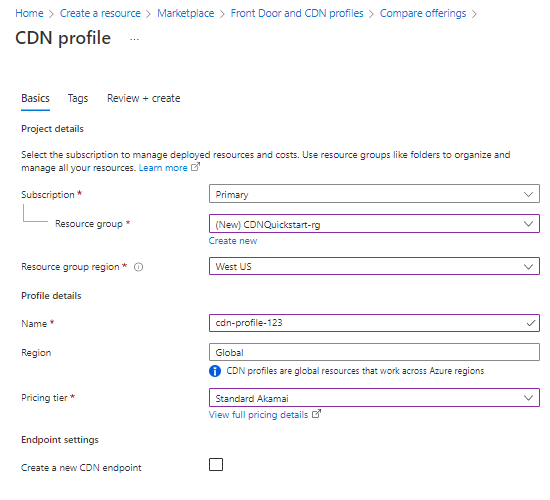 Home > Create a resource > Marketplace > Front Door and CDN profiles > Compare offerings >
CDN profile ...
Basics Tags Review + create
Project details
Select the subscription to manage deployed resources and costs. Use resource groups like folders to organize and
manage all your resources. Learn more
Subscription * Primary
Resource group * (New) CDNQuickstart-rg
Create new
Resource group region * West US
Profile details
Name * cdn-profile-123
Region Global
CDN profiles are global resources that work across Azure regions
Pricing tier * Standard Akamai
View full pricing details
Endpoint settings
Create a new CDN endpoint